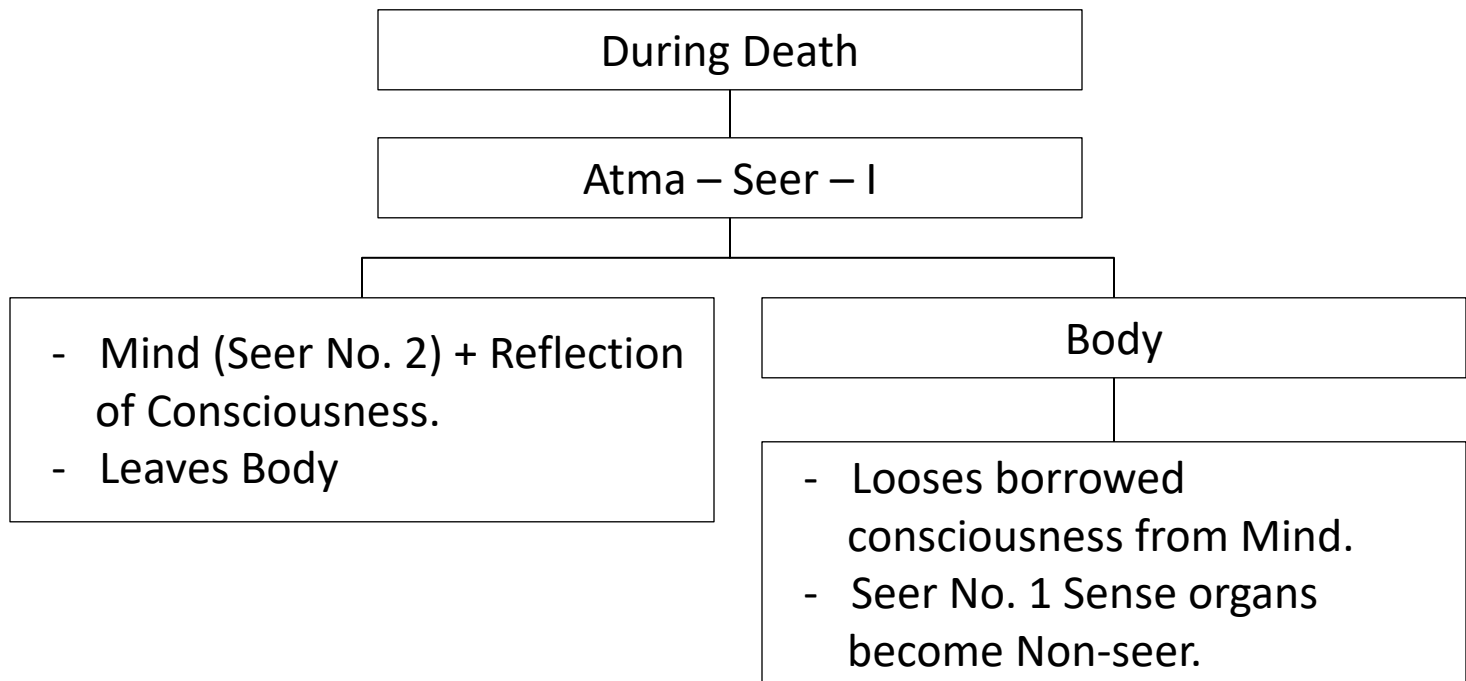 During Death
Atma – Seer – I
- Mind (Seer No. 2) + Reflection
of Consciousness.
- Leaves Body
Body
- Looses borrowed
consciousness from Mind.
- Seer No. 1 Sense organs
become Non-seer.